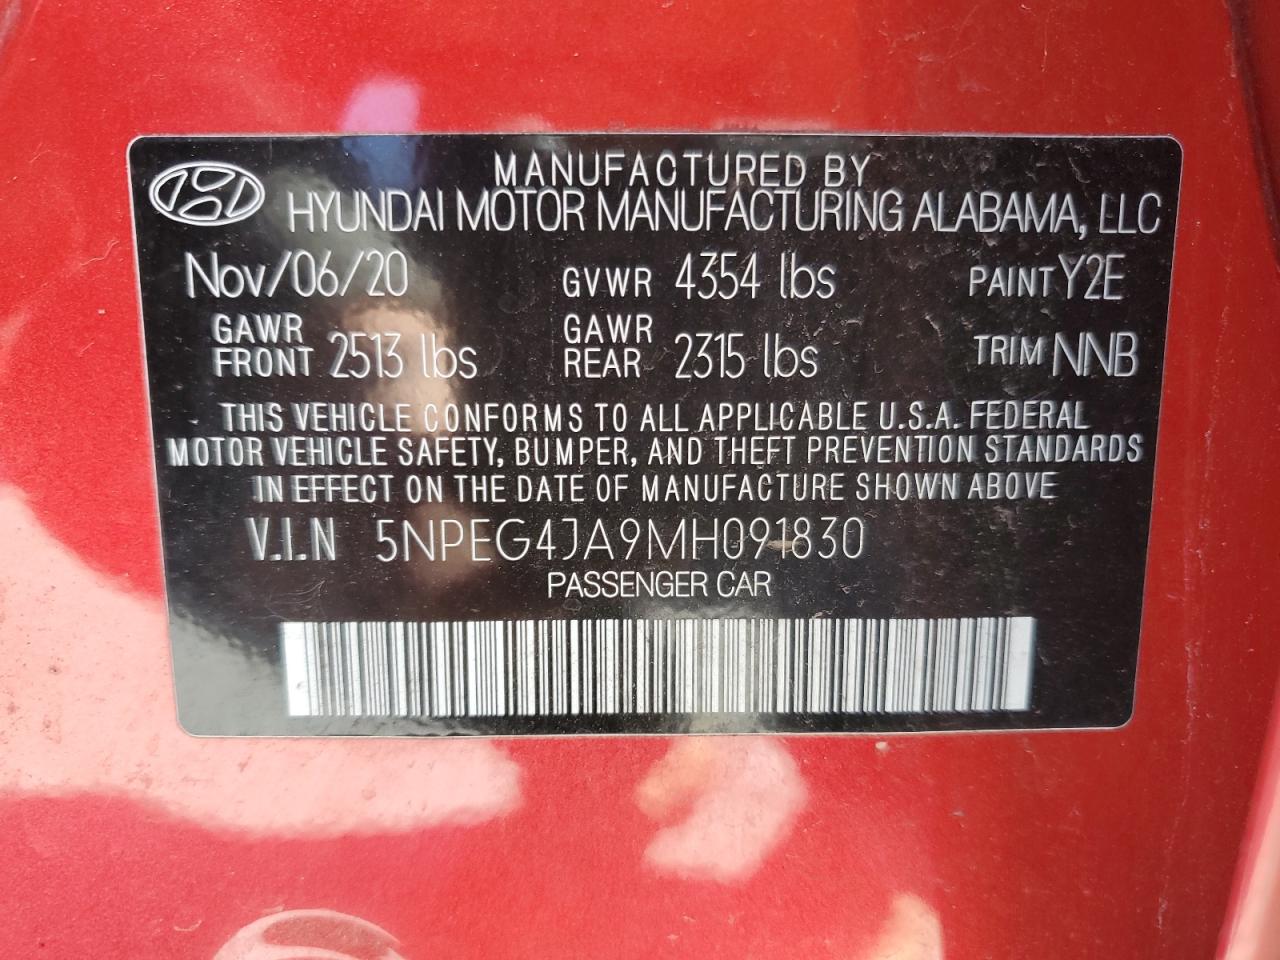 MANUFACTURED BY
HYUNDAI MOTOR MANUFACTURING ALABAMA, LLC
Nov/06/20 GVWR 4354 lbs PAINT Y2E
GAWR FRONT 2513 lbs GAWR REAR 2315 lbs TRIM NNB
THIS VEHICLE CONFORMS TO ALL APPLICABLE U.S.A. FEDERAL
MOTOR VEHICLE SAFETY, BUMPER, AND THEFT PREVENTION STANDARDS
IN EFFECT ON THE DATE OF MANUFACTURE SHOWN ABOVE
V.I.N 5NPEG4JA9MH091830
PASSENGER CAR